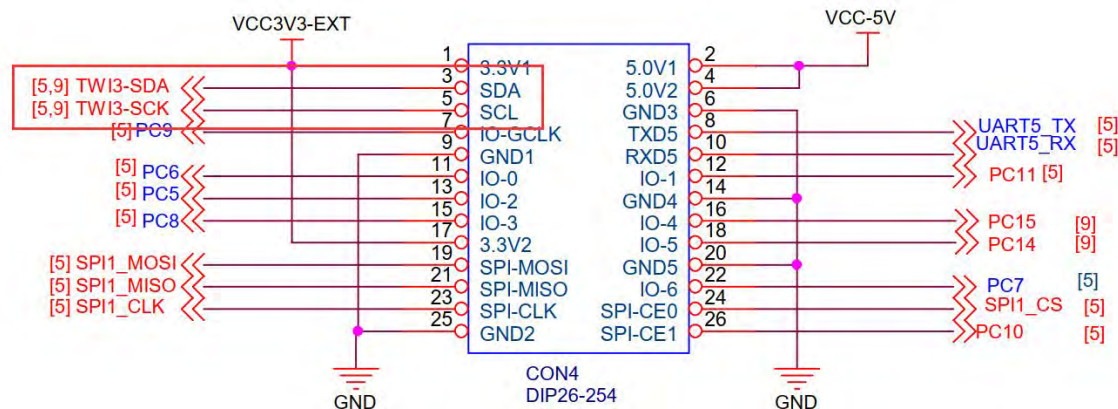 VCC3V3-EXT
VCC-5V
1 3.3V1 5.0V1 2
[5,9] TWI3-SDA 3 SDA 5.0V2 4
[5,9] TWI3-SCK 5 SCL GND3 6
[5] PC9 7 IO-GCLK TXD5 8 UART5_TX [5]
9 GND1 RXD5 10 UART5_RX [5]
[5] PC6 11 IO-0 IO-1 12 PC11 [5]
[5] PC5 13 IO-2 GND4 14
[5] PC8 15 IO-3 IO-4 16 PC15 [9]
17 3.3V2 IO-5 18 PC14 [9]
[5] SPI1_MOSI 19 SPI-MOSI GND5 20
[5] SPI1_MISO 21 SPI-MISO IO-6 22 PC7 [5]
[5] SPI1_CLK 23 SPI-CLK SPI-CE0 24 SPI1_CS [5]
25 GND2 SPI-CE1 26 PC10 [5]
CON4
DIP26-254
GND
GND